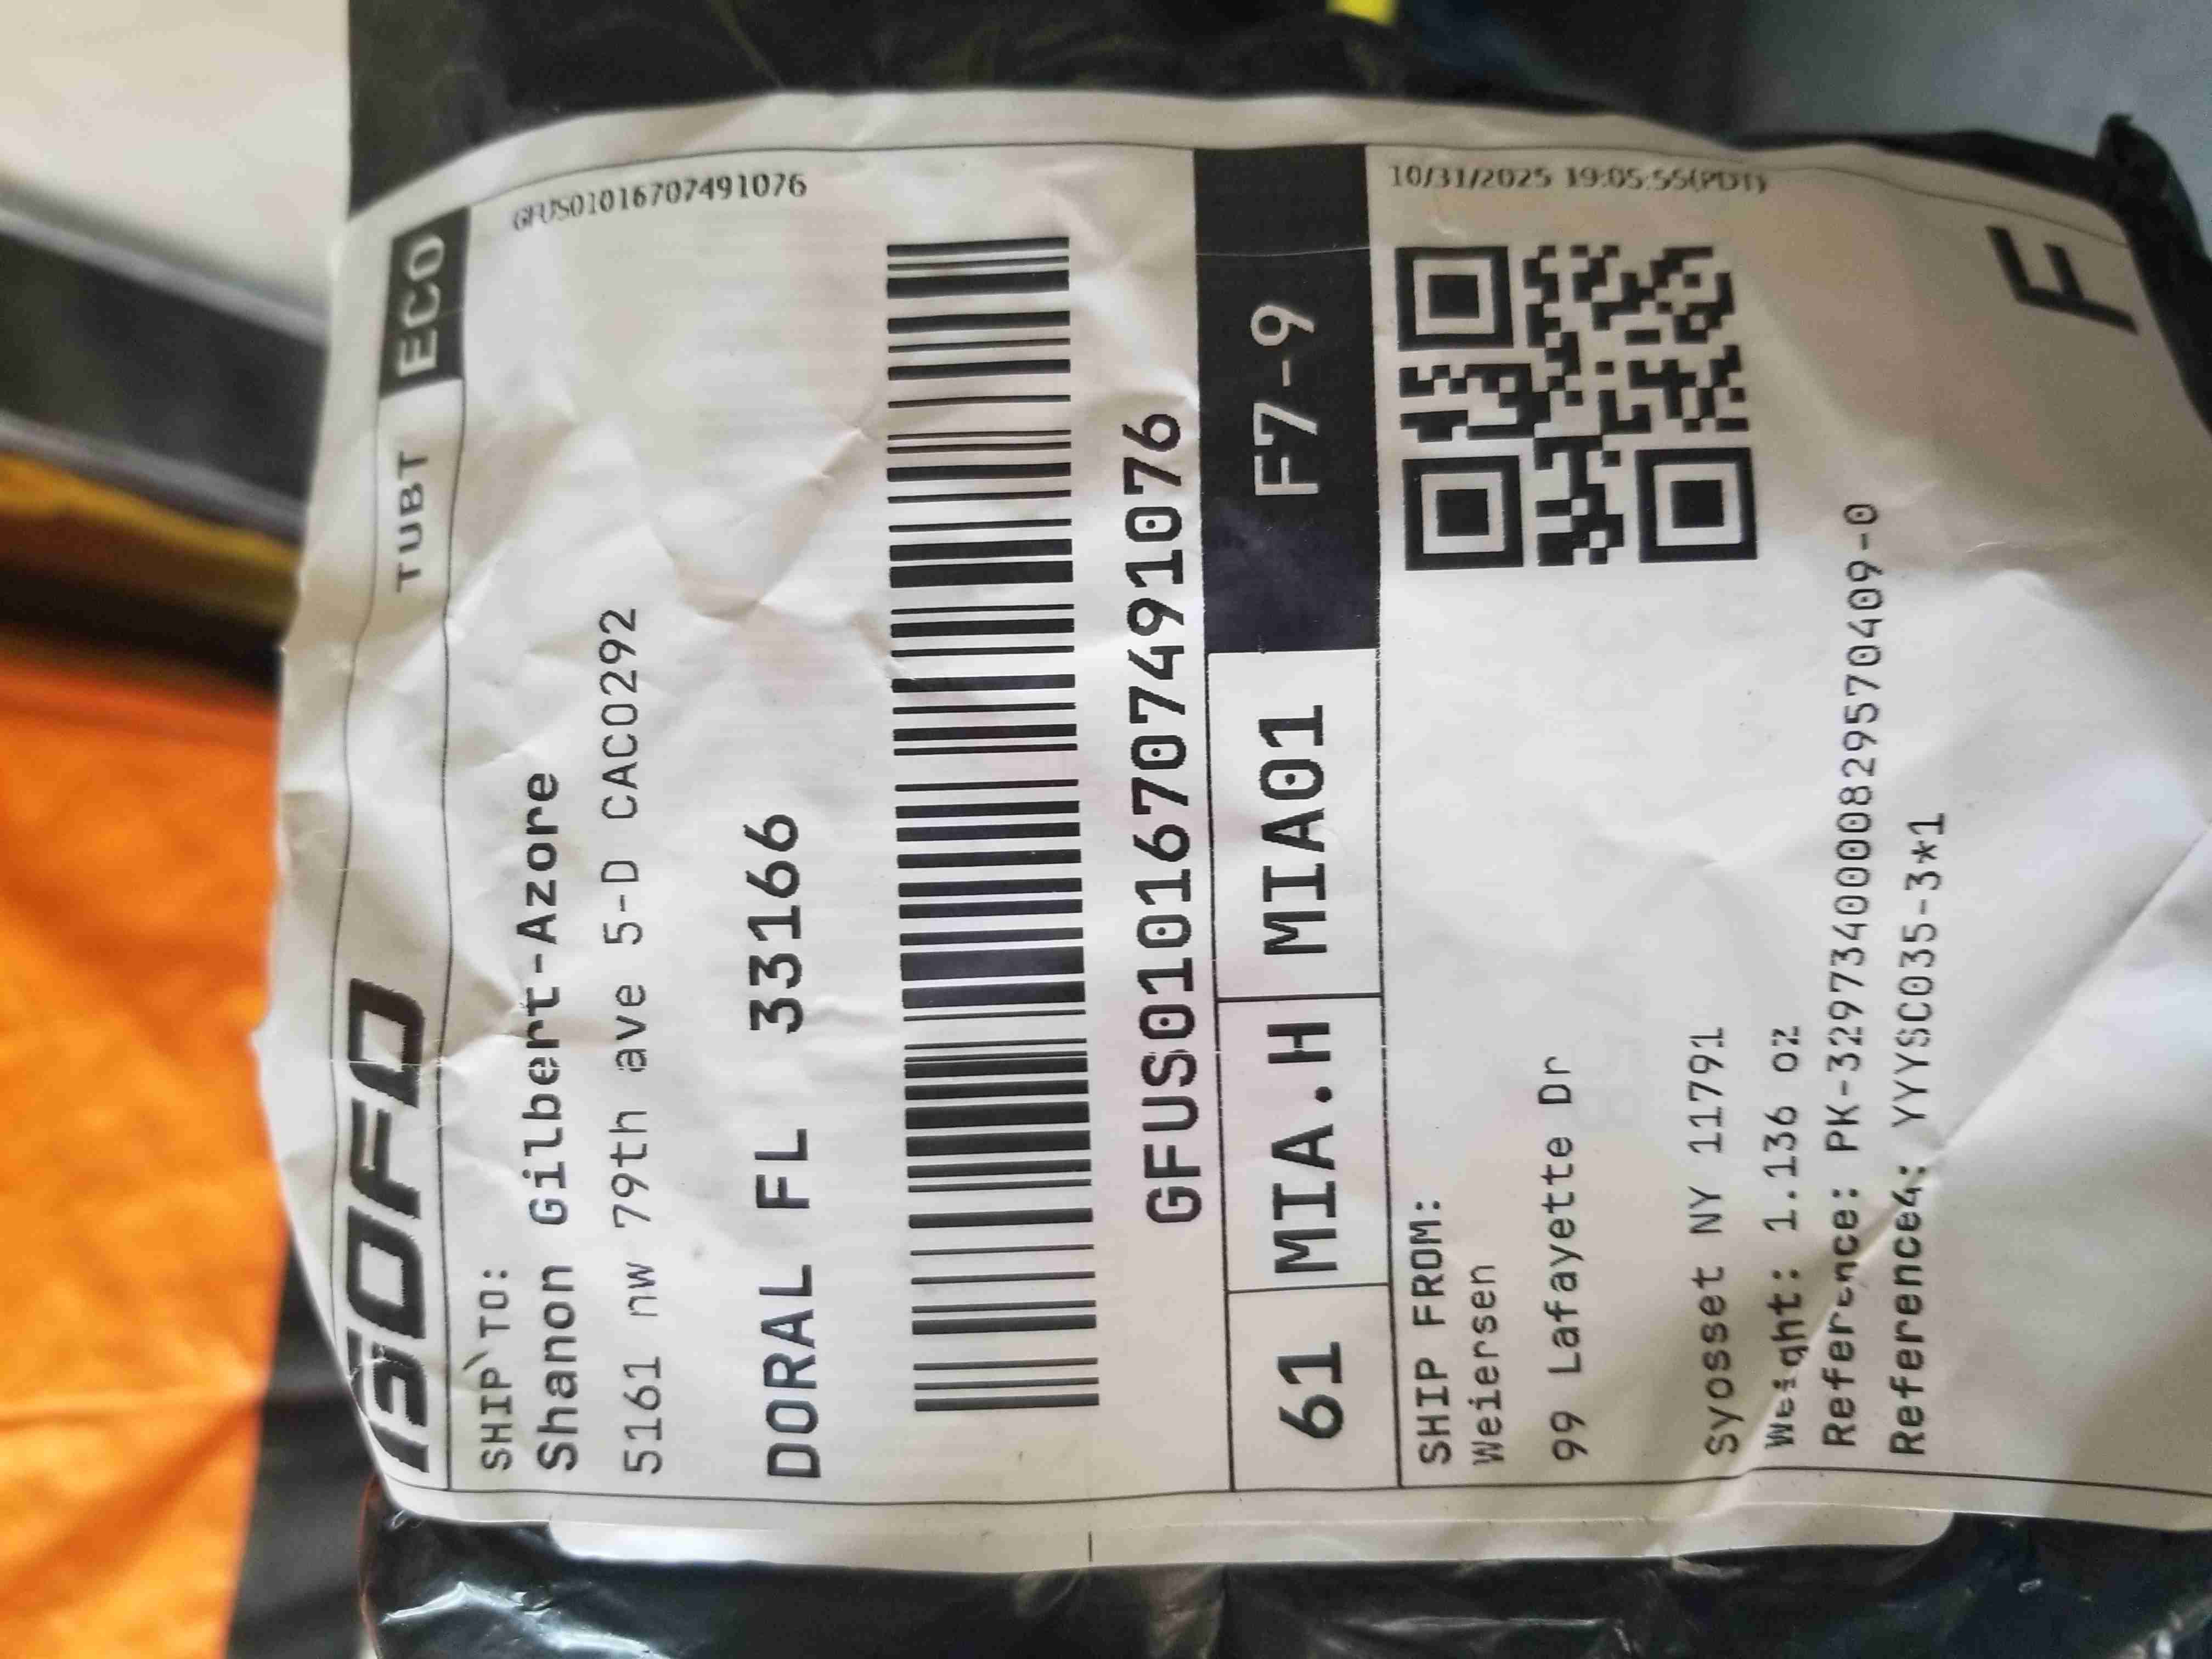 GOFO
TUBT ECO
GFUS01016707491076
SHIP TO:
Shanon Gilbert-Azore
5161 nw 79th ave 5-D CAC0292
DORAL FL 33166
GFUS01016707491076
61 MIA.H MIA01 F7-9
10/31/2025 19:05:55(PDT)
SHIP FROM:
Weiersen
99 Lafayette Dr
Syosset NY 11791
Weight: 1.136 oz
Reference: PK-3297340000829570409-0
Reference4: YYYSC035-3*1
F